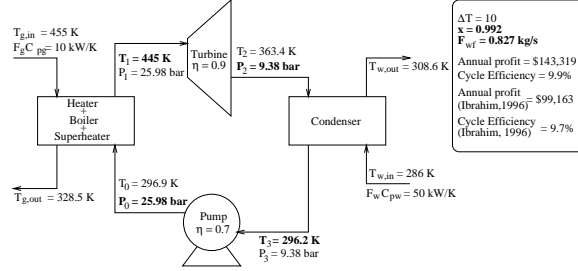 T_g,in = 455 K
F_gC_pg = 10 kW/K
T_1 = 445 K
P_1 = 25.98 bar
Turbine
η = 0.9
T_2 = 363.4 K
P_2 = 9.38 bar
T_w,out = 308.6 K
Heater
+
Boiler
+
Superheater
Condenser
T_g,out = 328.5 K
T_0 = 296.9 K
P_0 = 25.98 bar
Pump
η = 0.7
T_3 = 296.2 K
P_3 = 9.38 bar
T_w,in = 286 K
F_wC_pw = 50 kW/K
ΔT = 10
x = 0.992
F_wf = 0.827 kg/s
Annual profit = $143,319
Cycle Efficiency = 9.9%
Annual profit
(Ibrahim,1996) = $99,163
Cycle Efficiency
(Ibrahim, 1996) = 9.7%